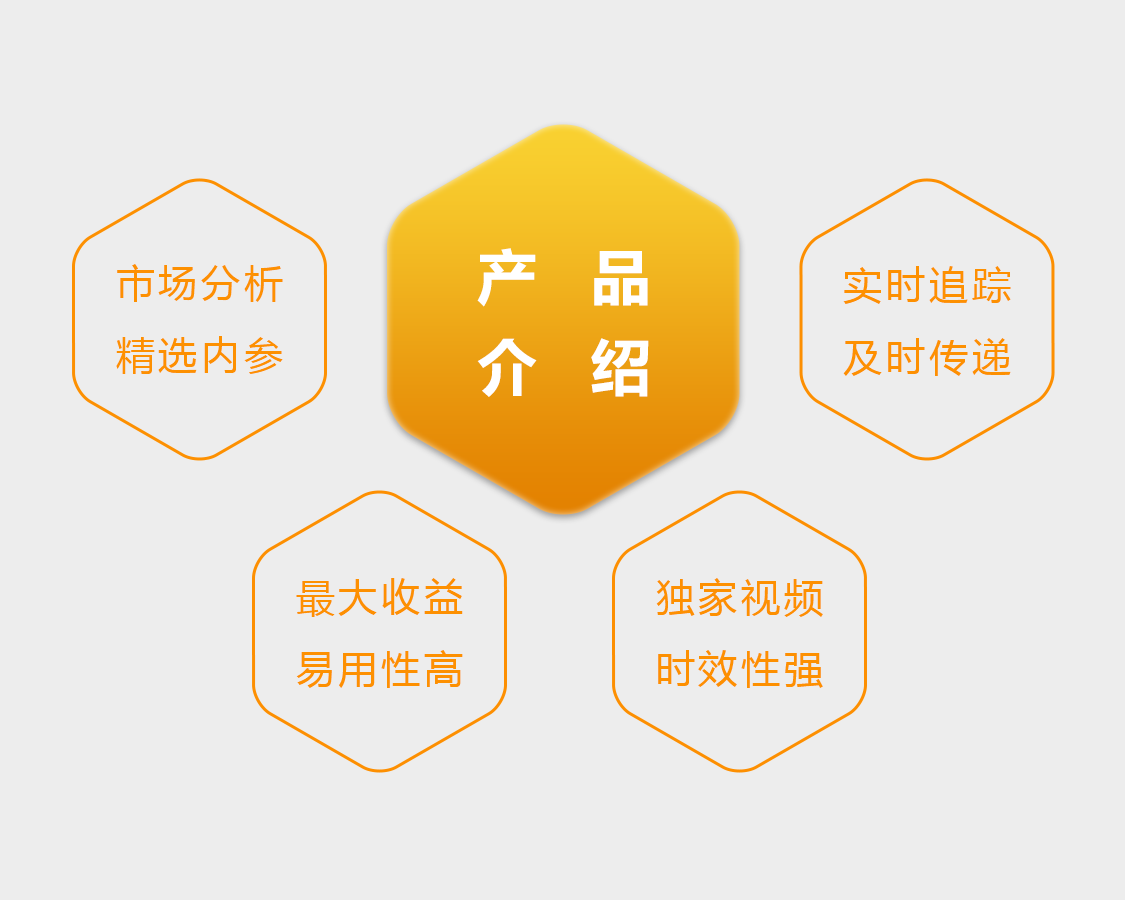 产 品
介 绍
市场分析
精选内参
实时追踪
及时传递
最大收益
易用性高
独家视频
时效性强